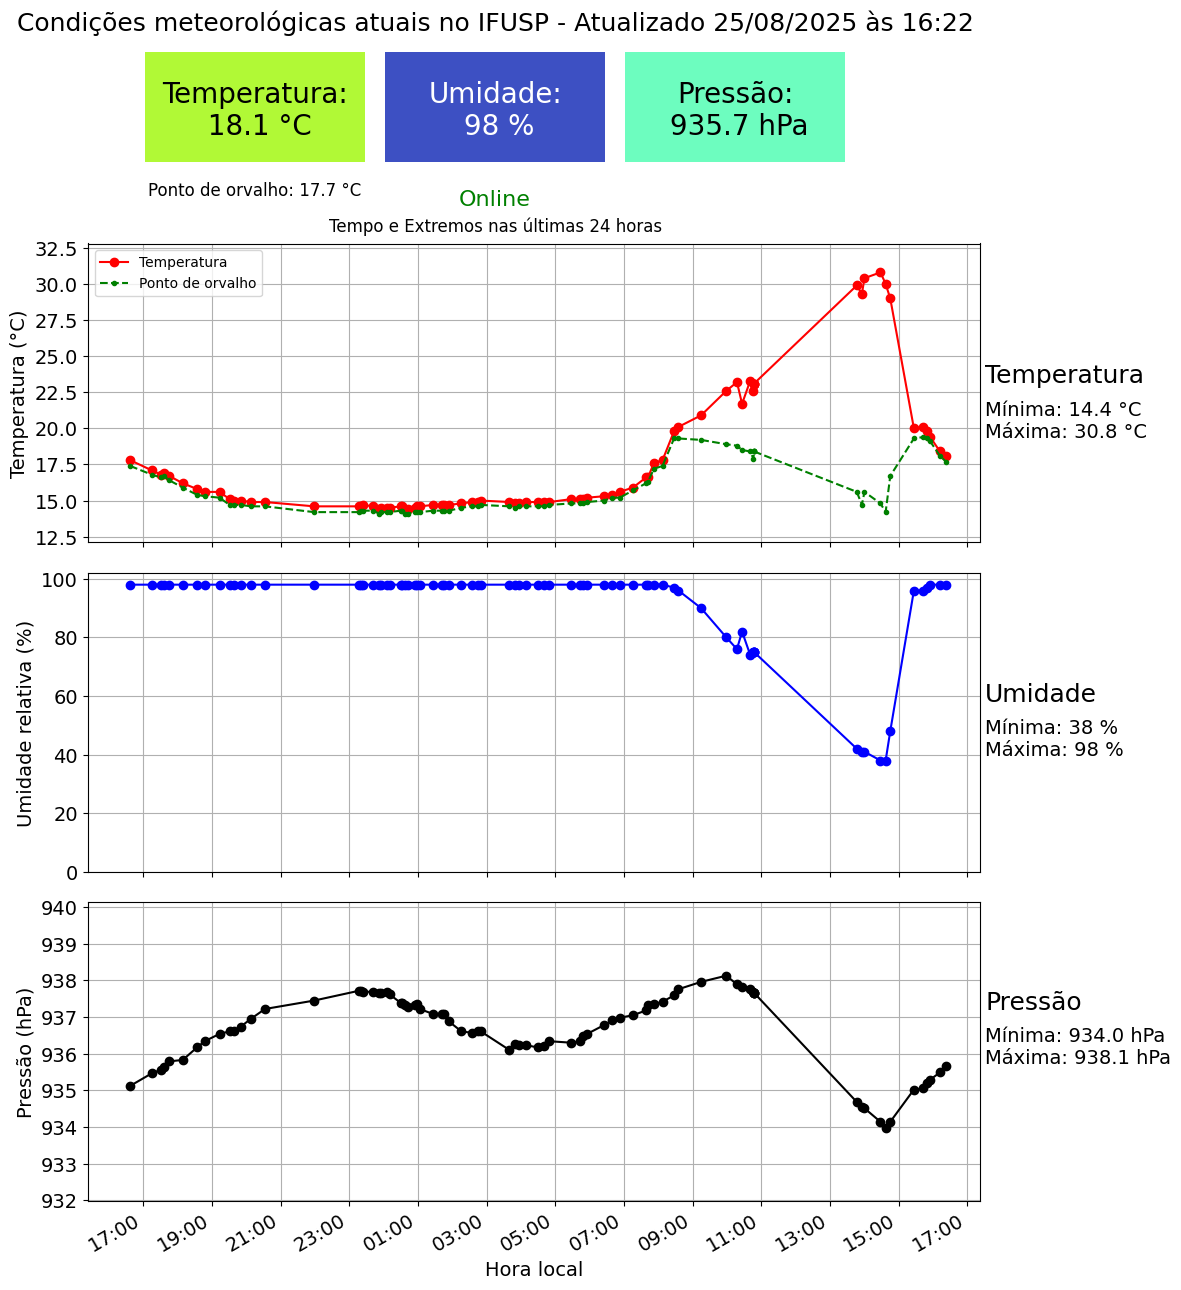 Condições meteorológicas atuais no IFUSP - Atualizado 25/08/2025 às 16:22
Temperatura:
18.1 °C
Umidade:
98 %
Pressão:
935.7 hPa
Ponto de orvalho: 17.7 °C
Online
Tempo e Extremos nas últimas 24 horas
Temperatura (°C)
32.5
30.0
27.5
25.0
22.5
20.0
17.5
15.0
12.5
Temperatura
Ponto de orvalho
Temperatura
Mínima: 14.4 °C
Máxima: 30.8 °C
Umidade relativa (%)
100
80
60
40
20
0
Umidade
Mínima: 38 %
Máxima: 98 %
Pressão (hPa)
940
939
938
937
936
935
934
933
932
Pressão
Mínima: 934.0 hPa
Máxima: 938.1 hPa
17:00 19:00 21:00 23:00 01:00 03:00 05:00 07:00 09:00 11:00 13:00 15:00 17:00
Hora local